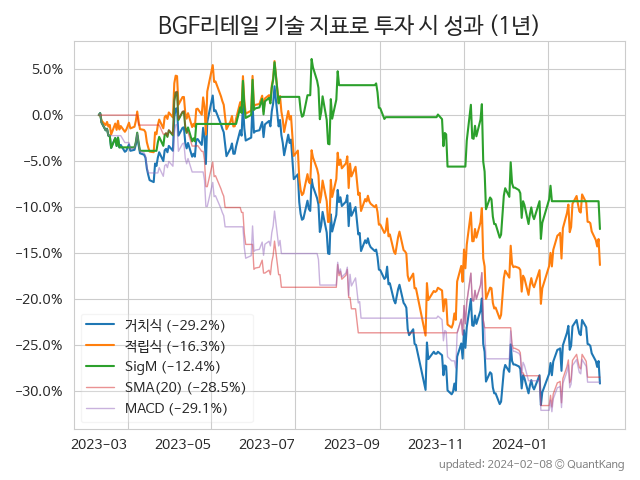 BGF리테일 기술 지표로 투자 시 성과 (1년)
5.0%
0.0%
−5.0%
−10.0%
−15.0%
−20.0%
−25.0%
−30.0%
거치식 (−29.2%)
적립식 (−16.3%)
SigM (−12.4%)
SMA(20) (−28.5%)
MACD (−29.1%)
2023−03 2023−05 2023−07 2023−09 2023−11 2024−01
updated: 2024-02-08 © QuantKang